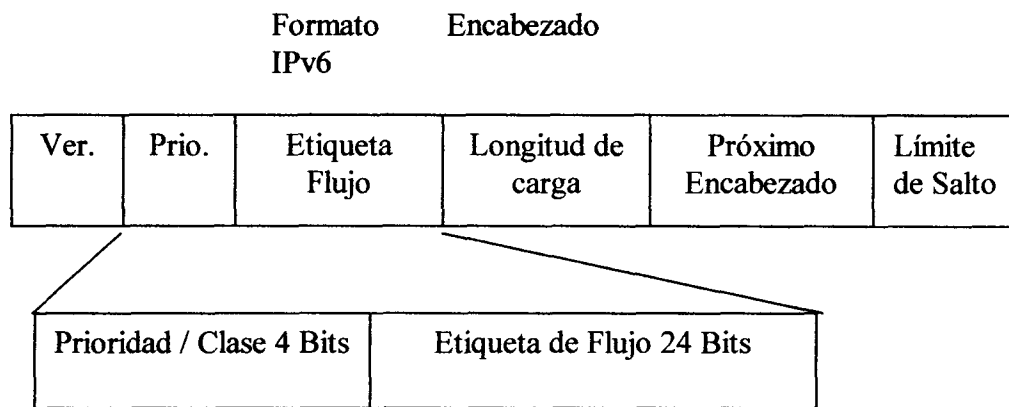 Formato Encabezado
IPv6
Ver. Prio. Etiqueta Longitud de Próximo Límite
Flujo carga Encabezado de Salto
Prioridad / Clase 4 Bits Etiqueta de Flujo 24 Bits